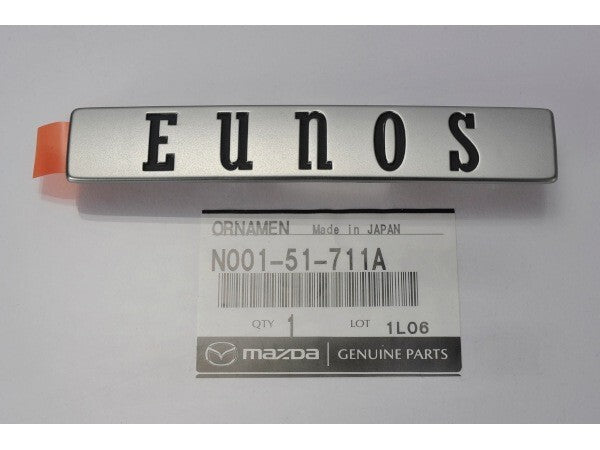 EUNOS
ORNAMEN Made in JAPAN
N001-51-711A
QTY 1 LOT 1L06
mazda GENUINE PARTS